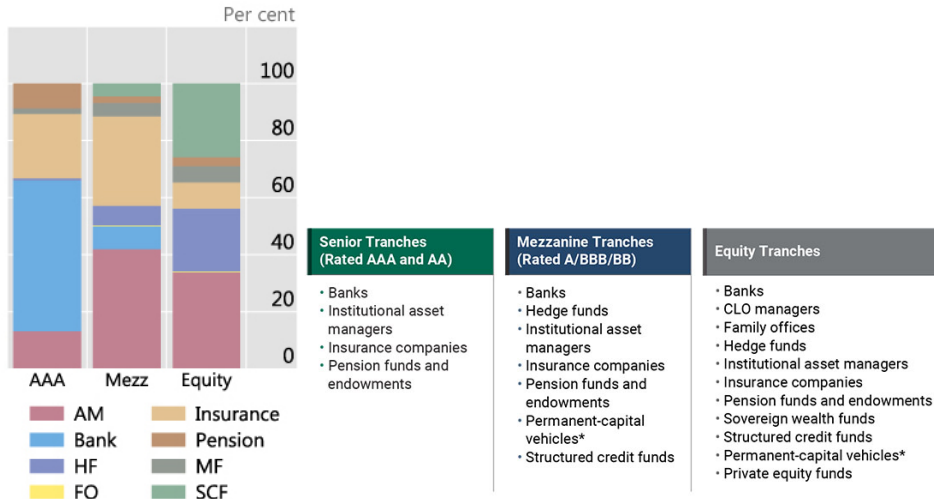 Per cent
100
80
60
40
20
0
AAA
Mezz
Equity
AM
Insurance
Bank
Pension
HF
MF
FO
SCF
Senior Tranches
(Rated AAA and AA)
• Banks
• Institutional asset
managers
• Insurance companies
• Pension funds and
endowments
Mezzanine Tranches
(Rated A/BBB/BB)
• Banks
• Hedge funds
• Institutional asset
managers
• Insurance companies
• Pension funds and
endowments
• Permanent-capital
vehicles*
• Structured credit funds
Equity Tranches
• Banks
• CLO managers
• Family offices
• Hedge funds
• Institutional asset managers
• Insurance companies
• Pension funds and endowments
• Sovereign wealth funds
• Structured credit funds
• Permanent-capital vehicles*
• Private equity funds